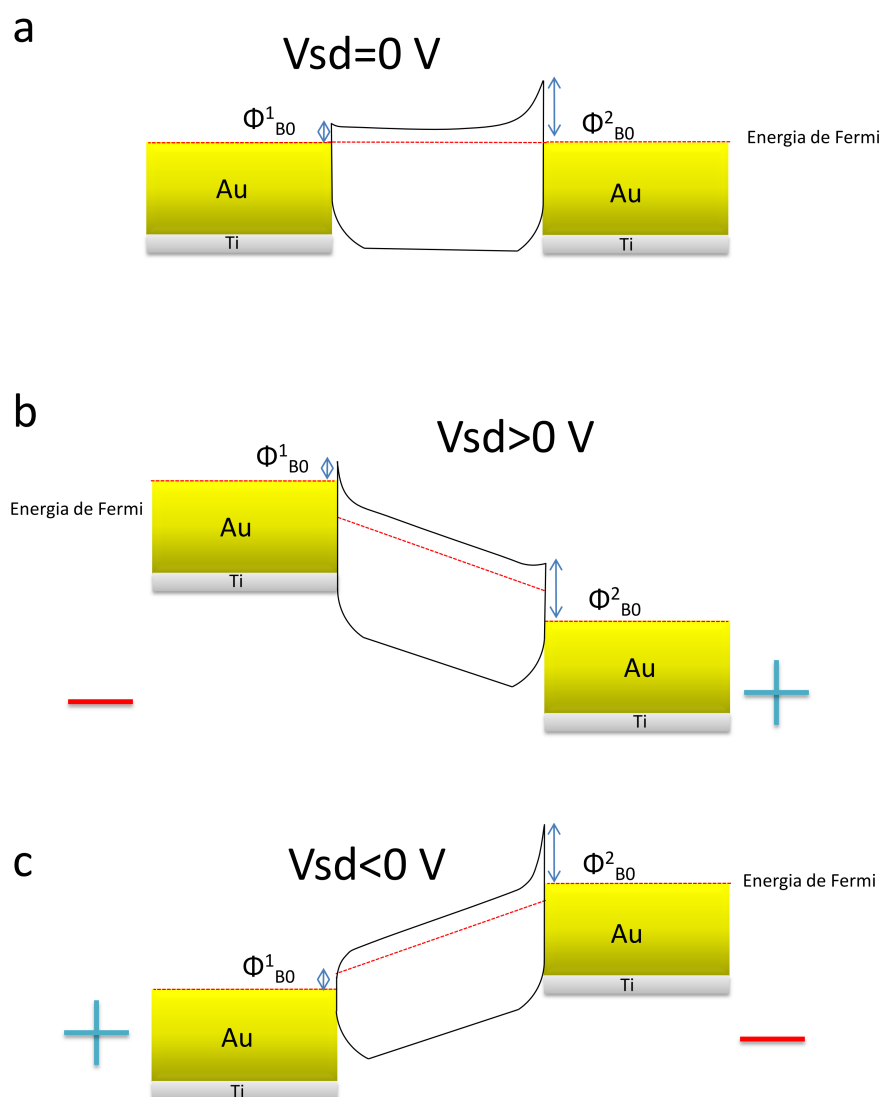 a
Vsd=0 V
Φ¹B0
Φ²B0
Energia de Fermi
Au
Au
Ti
Ti
b
Vsd>0 V
Φ¹B0
Energia de Fermi
Au
Ti
Φ²B0
Au
Ti
c
Vsd<0 V
Φ²B0
Energia de Fermi
Au
Φ¹B0
Ti
Au
Ti